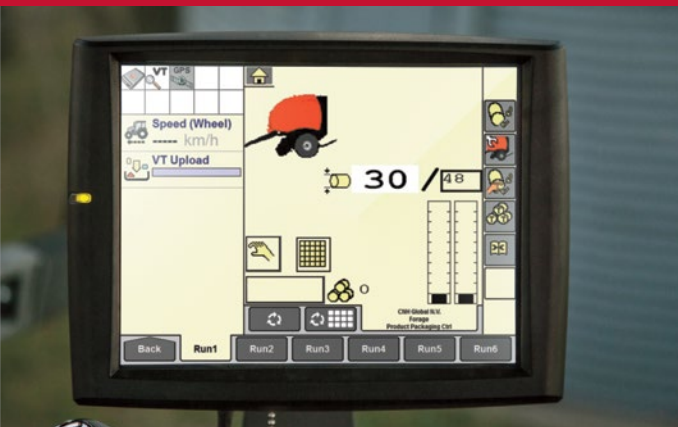 VT
GPS
Speed (Wheel)
----- km/h
VT Upload
30 / 48
0
CNH Global N.V.
Forage
Product Packaging Ctrl
Back
Run1
Run2
Run3
Run4
Run5
Run6